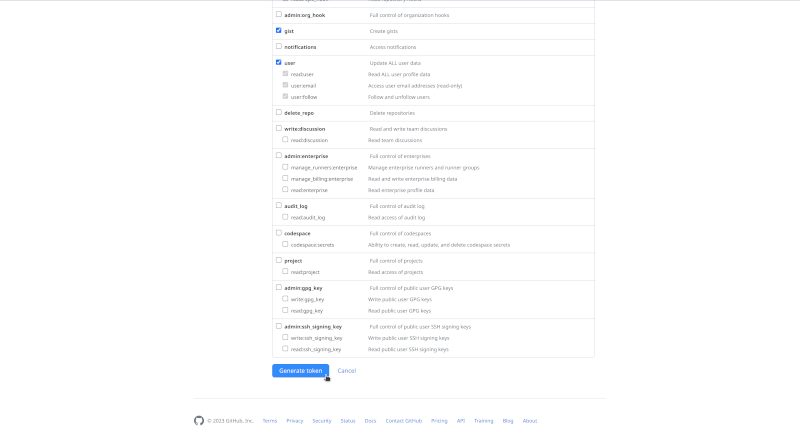 admin:org_hook Full control of organization hooks
gist Create gists
notifications Access notifications
user Update ALL user data
read:user Read ALL user profile data
user:email Access user email addresses (read-only)
user:follow Follow and unfollow users
delete_repo Delete repositories
write:discussion Read and write team discussions
read:discussion Read team discussions
admin:enterprise Full control of enterprises
manage_runners:enterprise Manage enterprise runners and runner groups
manage_billing:enterprise Read and write enterprise billing data
read:enterprise Read enterprise profile data
audit_log Full control of audit log
read:audit_log Read access of audit log
codespace Full control of codespaces
codespace:secrets Ability to create, read, update, and delete codespace secrets
project Full control of projects
read:project Read access of projects
admin:gpg_key Full control of public user GPG keys
write:gpg_key Write public user GPG keys
read:gpg_key Read public user GPG keys
admin:ssh_signing_key Full control of public user SSH signing keys
write:ssh_signing_key Write public user SSH signing keys
read:ssh_signing_key Read public user SSH signing keys
Generate token Cancel
© 2023 GitHub, Inc. Terms Privacy Security Status Docs Contact GitHub Pricing API Training Blog About